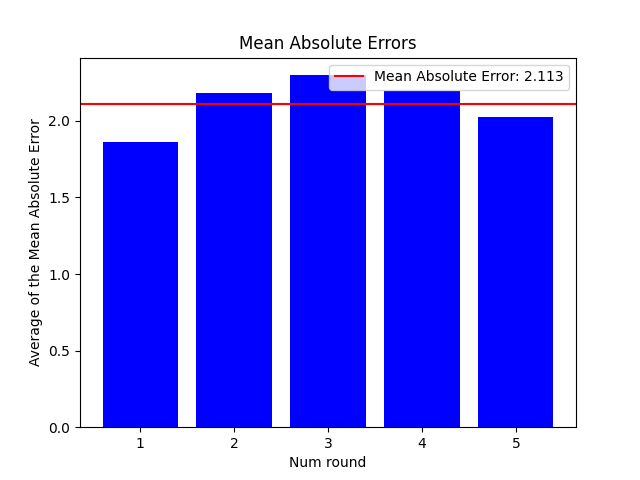 Mean Absolute Errors
Mean Absolute Error: 2.113
Average of the Mean Absolute Error
2.0
1.5
1.0
0.5
0.0
1 2 3 4 5
Num round